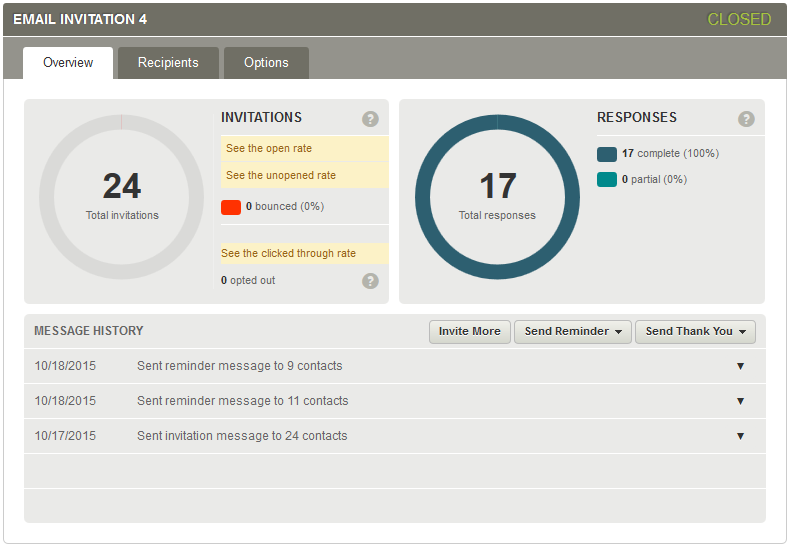 EMAIL INVITATION 4
CLOSED
Overview
Recipients
Options
24
Total invitations
INVITATIONS
?
See the open rate
See the unopened rate
0 bounced (0%)
See the clicked through rate
0 opted out
?
17
Total responses
RESPONSES
?
17 complete (100%)
0 partial (0%)
MESSAGE HISTORY
Invite More
Send Reminder
Send Thank You
10/18/2015 Sent reminder message to 9 contacts
10/18/2015 Sent reminder message to 11 contacts
10/17/2015 Sent invitation message to 24 contacts